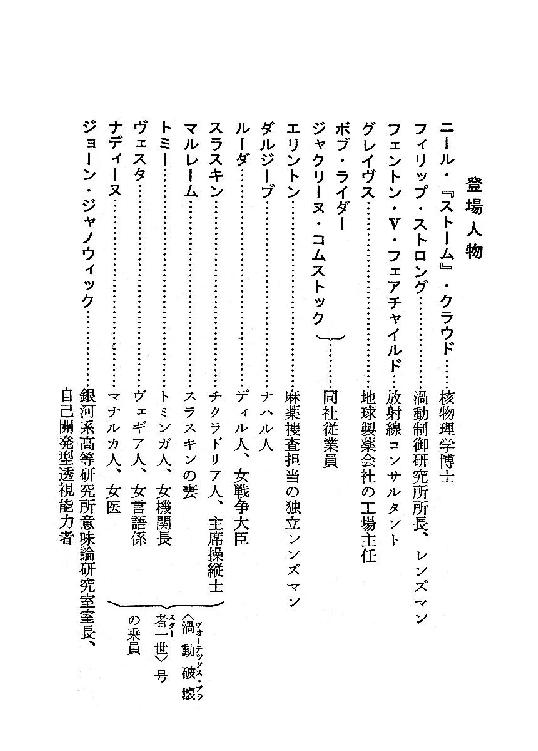 登場人物
ニール・『ストーム』・クラウド……………核物理学博士
フィリップ・ストロング……………渦動制御研究所所長、レンズマン
フェントン・V・フェアチャイルド……放射線コンサルタント
グレイヴス……………地球製薬会社の工場主任
ボブ・ライダー
ジャクリーヌ・コムストック
……同社従業員
エリントン……………麻薬捜査担当の独立レンズマン
ダルジーブ……………ナハル人
ルーダ……………ディル人、女戦争大臣
スラスキン……………チクラドリア人、主席操縦士
マルレーム……………スラスキンの妻
トミー……………トミンガ人、女機関長
ヴェスタ……………ヴェギア人、女言語係
ナディーヌ……………マナルカ人、女医
〈渦動破壊
者一世〉号
の乗員
ヴォーテックス・ブラ
スター
ジョーン・ジャノウィック……………銀河系高等研究所意味論研究室室長、
自己開発型透視能力者